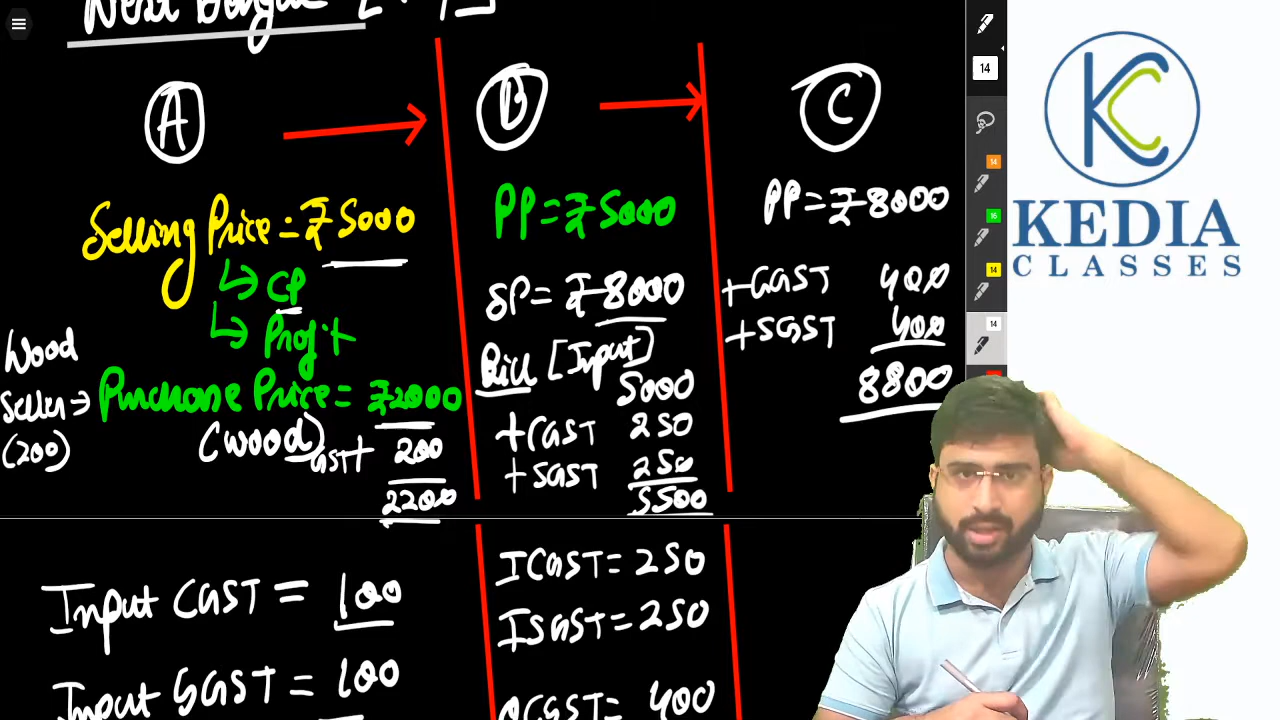 A
B
C
Selling Price = ₹5000
↳ CP
↳ Profit
Wood
Seller ⇒
(200)
Purchase Price = ₹2000
(wood)
GST+ 200
2200
Input CGST = 100
Input SGST = 100
PP = ₹5000
SP = ₹8000
Bill [Input]
5000
+CGST 250
+SGST 250
5500
ICGST = 250
ISGST = 250
OCGST = 400
PP = ₹8000
+CGST 400
+SGST 400
8800
14
14
16
14
14
KC
KEDIA
CLASSES